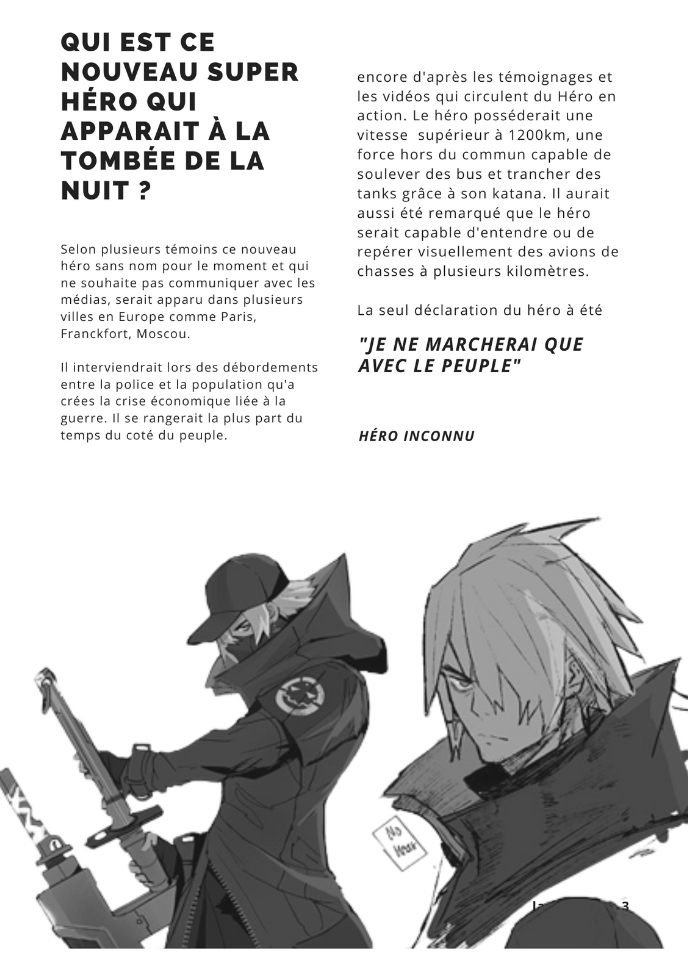 QUI EST CE
NOUVEAU SUPER
HÉRO QUI
APPARAIT À LA
TOMBÉE DE LA
NUIT ?
Selon plusieurs témoins ce nouveau
héro sans nom pour le moment et qui
ne souhaite pas communiquer avec les
médias, serait apparu dans plusieurs
villes en Europe comme Paris,
Franckfort, Moscou.
Il interviendrait lors des débordements
entre la police et la population qu'a
crées la crise économique liée à la
guerre. Il se rangerait la plus part du
temps du coté du peuple.
encore d'après les témoignages et
les vidéos qui circulent du Héro en
action. Le héro posséderait une
vitesse  supérieur à 1200km, une
force hors du commun capable de
soulever des bus et trancher des
tanks grâce à son katana. Il aurait
aussi été remarqué que le héro
serait capable d'entendre ou de
repérer visuellement des avions de
chasses à plusieurs kilomètres.
La seul déclaration du héro à été
"JE NE MARCHERAI QUE
AVEC LE PEUPLE"
HÉRO INCONNU
No
3